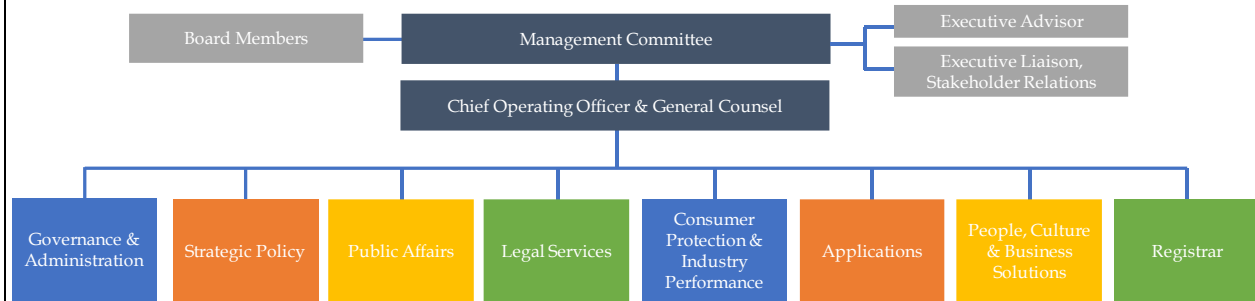 Board Members
Management Committee
Executive Advisor
Executive Liaison,
Stakeholder Relations
Chief Operating Officer & General Counsel
Governance &
Administration
Strategic Policy
Public Affairs
Legal Services
Consumer
Protection &
Industry
Performance
Applications
People, Culture
& Business
Solutions
Registrar